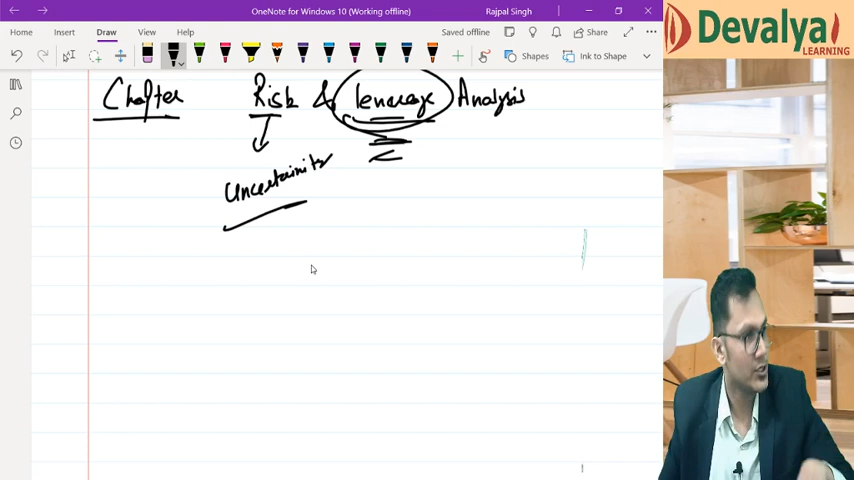 OneNote for Windows 10 (Working offline)
Rajpal Singh
Home Insert Draw View Help
Saved offline
Share
Shapes
Ink to Shape
Devalya
LEARNING
Chapter Risk & leverage Analysis
Uncertainity